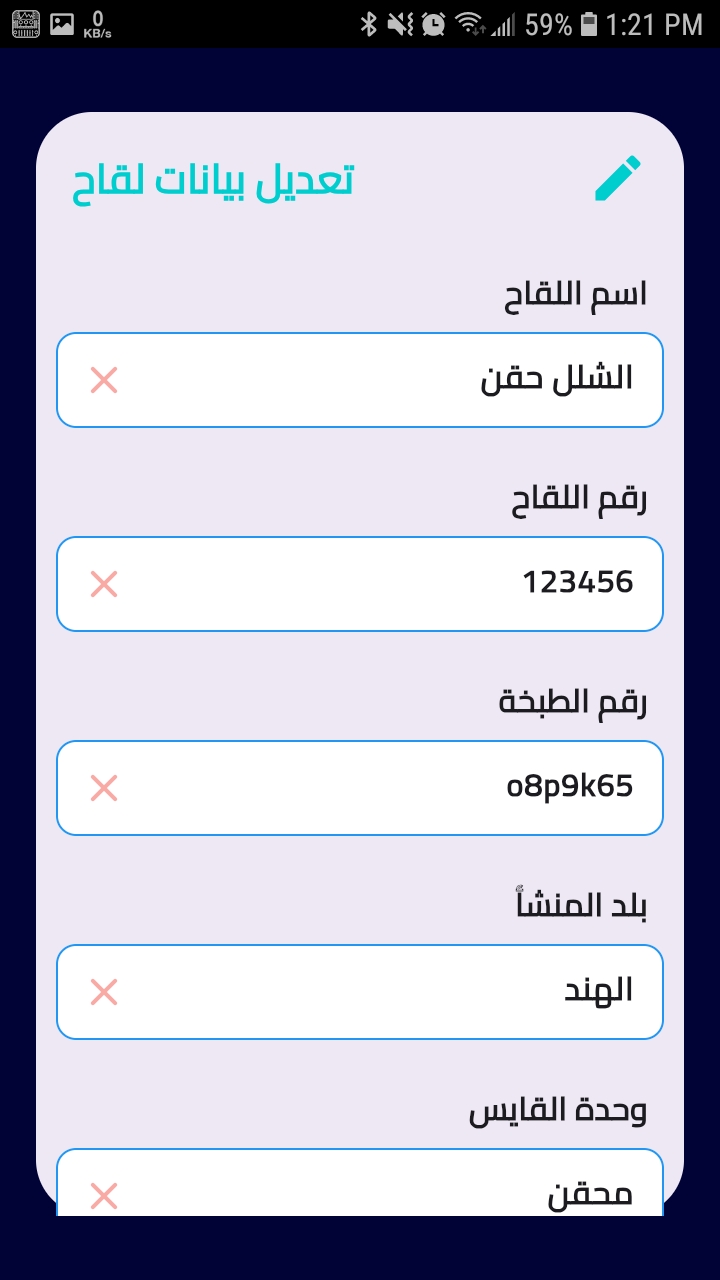 0
KB/s
59%
1:21 PM
تعديل بيانات لقاح
اسم اللقاح
الشلل حقن
رقم اللقاح
123456
رقم الطبخة
o8p9k65
بلد المنشأً
الهند
وحدة القايس
محقن